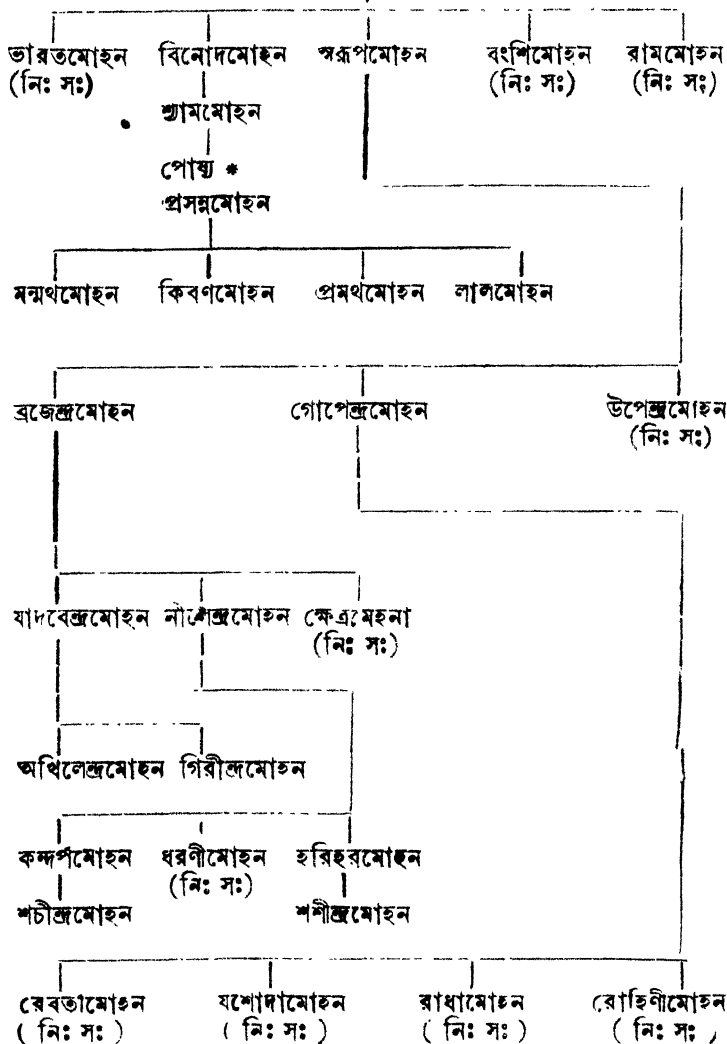 ভারতমোহন বিনোদমোহন স্বরূপমোহন বংশিমোহন রামমোহন
(নিঃ সঃ) (নিঃ সঃ) (নিঃ সঃ)
শ্যামমোহন
পোষ্য *
প্রসন্নমোহন
মন্মথমোহন কিবণমোহন প্রমথমোহন লালমোহন
ব্রজেন্দ্রমোহন গোপেন্দ্রমোহন উপেন্দ্রমোহন
(নিঃ সঃ)
যাদবেন্দ্রমোহন নীলেন্দ্রমোহন ক্ষেত্রমেহনা
(নিঃ সঃ)
অখিলেন্দ্রমোহন গিরীন্দ্রমোহন
কন্দর্পমোহন ধরণীমোহন হরিহরমোহন
(নিঃ সঃ)
শচীন্দ্রমোহন শশীন্দ্রমোহন
রেবতীমোহন যশোদামোহন রাধামোহন রোহিণীমোহন
( নিঃ সঃ ) ( নিঃ সঃ ) ( নিঃ সঃ ) ( নিঃ সঃ )